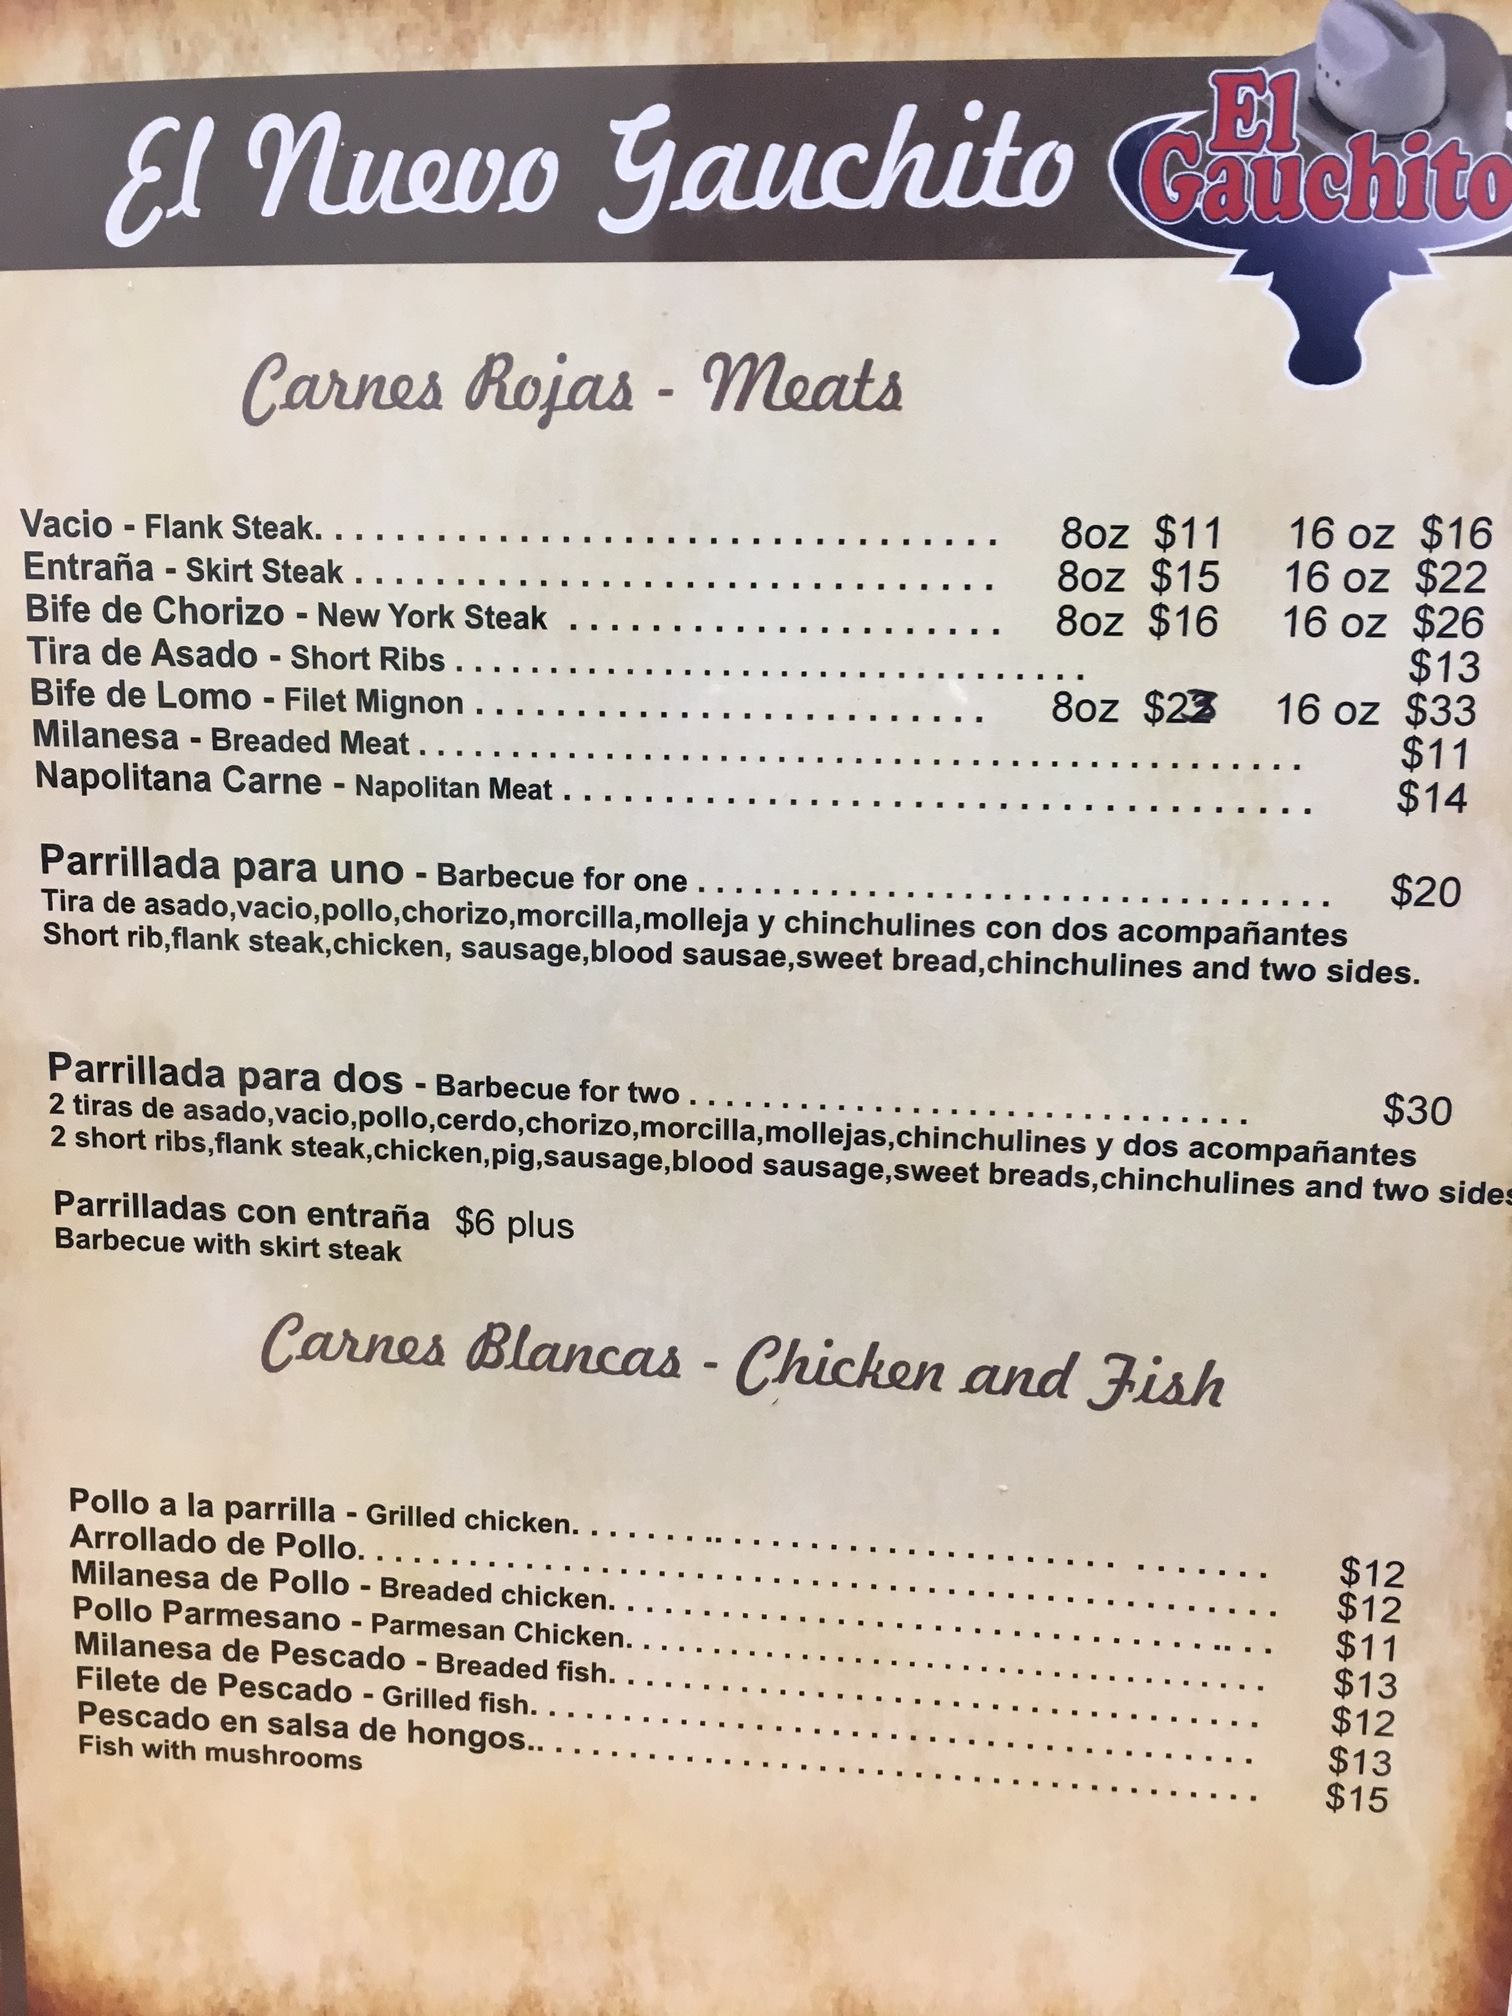 El Nuevo Gauchito
El
Gauchito
Carnes Rojas - Meats
Vacio - Flank Steak. . . . . . . . . . . . . . . . . . . . . . . . . . . . . . . . . . . . 8oz $11 16 oz $16
Entraña - Skirt Steak . . . . . . . . . . . . . . . . . . . . . . . . . . . . . . . . . . 8oz $15 16 oz $22
Bife de Chorizo - New York Steak . . . . . . . . . . . . . . . . . . . . . . . 8oz $16 16 oz $26
Tira de Asado - Short Ribs . . . . . . . . . . . . . . . . . . . . . . . . . . . . . . . . . $13
Bife de Lomo - Filet Mignon . . . . . . . . . . . . . . . . . . . . . . . . . . . 8oz $23 16 oz $33
Milanesa - Breaded Meat . . . . . . . . . . . . . . . . . . . . . . . . . . . . . . . . . . . . . . . . . . . . . . . $11
Napolitana Carne - Napolitan Meat . . . . . . . . . . . . . . . . . . . . . . . . . . . . . . . . . . . . . . . . $14
Parrillada para uno - Barbecue for one . . . . . . . . . . . . . . . . . . . . . . . . . . . . . . . . . . $20
Tira de asado,vacio,pollo,chorizo,morcilla,molleja y chinchulines con dos acompañantes
Short rib,flank steak,chicken, sausage,blood sausae,sweet bread,chinchulines and two sides.
Parrillada para dos - Barbecue for two . . . . . . . . . . . . . . . . . . . . . . . . . . . . . . $30
2 tiras de asado,vacio,pollo,cerdo,chorizo,morcilla,mollejas,chinchulines y dos acompañantes
2 short ribs,flank steak,chicken,pig,sausage,blood sausage,sweet breads,chinchulines and two sides
Parrilladas con entraña $6 plus
Barbecue with skirt steak
Carnes Blancas - Chicken and Fish
Pollo a la parrilla - Grilled chicken. . . . . . . .. . . . . . . . . . . . . . . . . . . . . . . . . . . . . . $12
Arrollado de Pollo. . . . . . . . . . . . . . . . . . . . . . . . . . . . . . . . . . . . . . . . . . . . . . . . . $12
Milanesa de Pollo - Breaded chicken. . . . . . . . . . . . . . . . . . . . . . . . . . . . . . . . .. . . $11
Pollo Parmesano - Parmesan Chicken. . . . . . . . . . . . . . . . . . . . . . . . . . . . . . . . . . $13
Milanesa de Pescado - Breaded fish. . . . . . . . . . . . . . . . . . . . . . . . . . . . . . . . . . . $12
Filete de Pescado - Grilled fish. . . . . . . . . . . . . . . . . . . . . . . . . . . . . . . . . . . . . . . $13
Pescado en salsa de hongos.. . . . . . . . . . . . . . . . . . . . . . . . . . . . . . . . . . . . . . . . $15
Fish with mushrooms